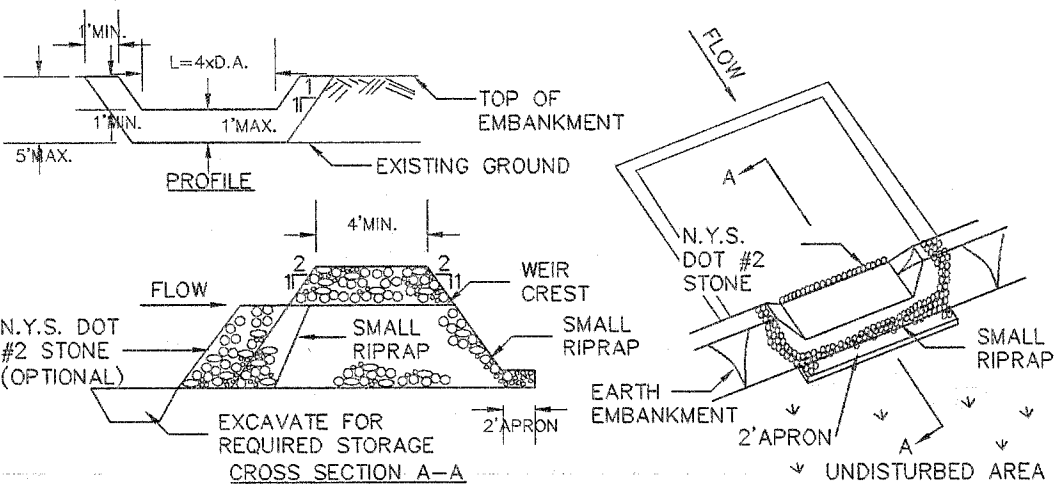 1'MIN.
L=4xD.A.
1
1
TOP OF
EMBANKMENT
1'MIN.
1'MAX.
5'MAX.
EXISTING GROUND
PROFILE
4'MIN.
2
1
2
1
WEIR
CREST
FLOW
N.Y.S. DOT
#2 STONE
(OPTIONAL)
SMALL
RIPRAP
SMALL
RIPRAP
EXCAVATE FOR
REQUIRED STORAGE
2'APRON
CROSS SECTION A-A
FLOW
A
N.Y.S.
DOT #2
STONE
SMALL
RIPRAP
EARTH
EMBANKMENT
2'APRON
A
UNDISTURBED AREA